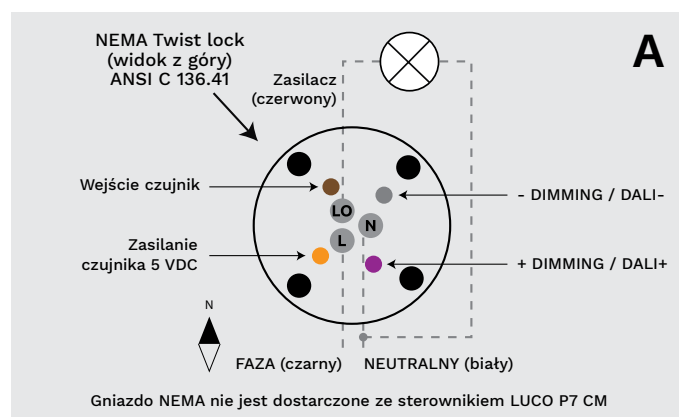 NEMA Twist lock
(widok z góry)
ANSI C 136.41
A
Zasilacz
(czerwony)
Wejście czujnik
- DIMMING / DALI-
LO
N
L
Zasilanie
czujnika 5 VDC
+ DIMMING / DALI+
N
FAZA (czarny)
NEUTRALNY (biały)
Gniazdo NEMA nie jest dostarczone ze sterownikiem LUCO P7 CM